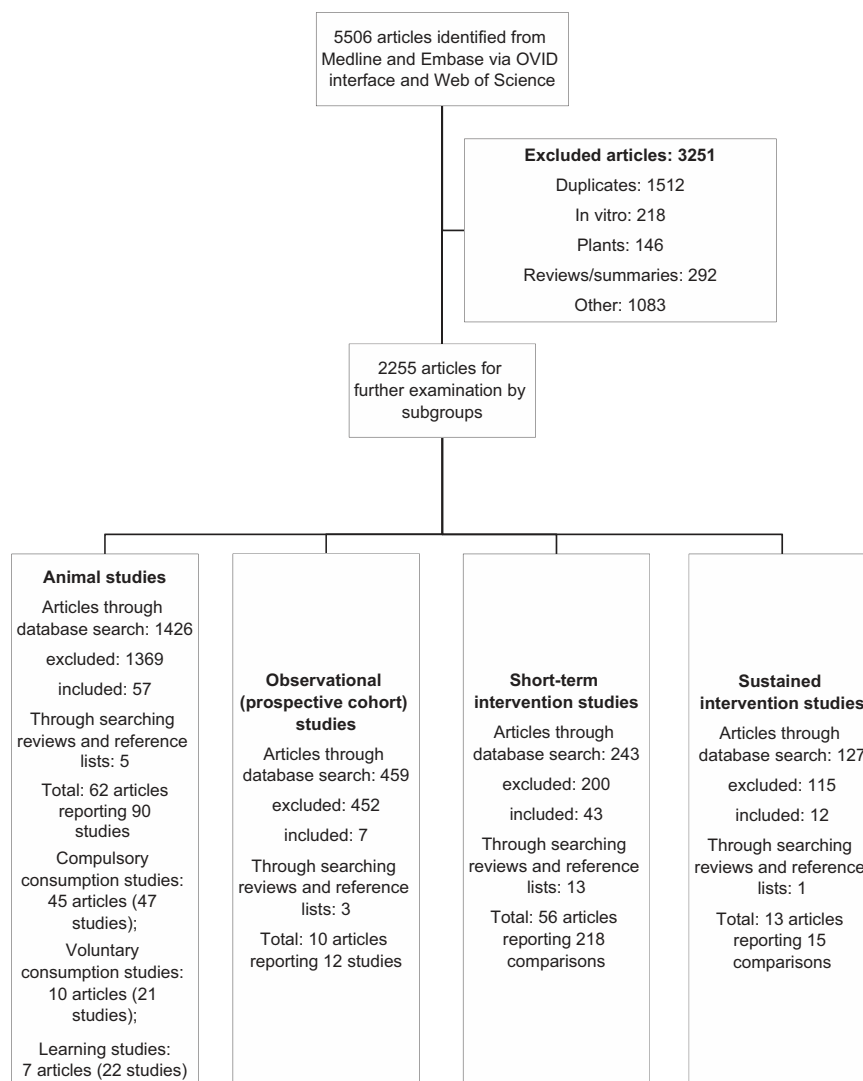 5506 articles identified from
Medline and Embase via OVID
interface and Web of Science
Excluded articles: 3251
Duplicates: 1512
In vitro: 218
Plants: 146
Reviews/summaries: 292
Other: 1083
2255 articles for
further examination by
subgroups
Animal studies
Articles through
database search: 1426
excluded: 1369
included: 57
Through searching
reviews and reference
lists: 5
Total: 62 articles
reporting 90
studies
Compulsory
consumption studies:
45 articles (47
studies);
Voluntary
consumption studies:
10 articles (21
studies);
Learning studies:
7 articles (22 studies)
Observational
(prospective cohort)
studies
Articles through
database search: 459
excluded: 452
included: 7
Through searching
reviews and reference
lists: 3
Total: 10 articles
reporting 12 studies
Short-term
intervention studies
Articles through
database search: 243
excluded: 200
included: 43
Through searching
reviews and reference
lists: 13
Total: 56 articles
reporting 218
comparisons
Sustained
intervention studies
Articles through
database search: 127
excluded: 115
included: 12
Through searching
reviews and reference
lists: 1
Total: 13 articles
reporting 15
comparisons